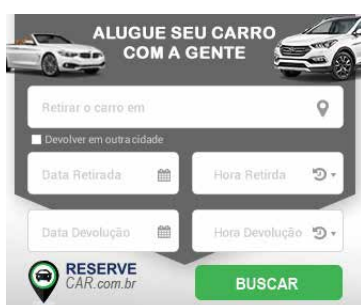 ALUGUE SEU CARRO
COM A GENTE
Retirar o carro em
Devolver em outra cidade
Data Retirada
Hora Retirda
Data Devolução
Hora Devolução
RESERVE
CAR.com.br
BUSCAR